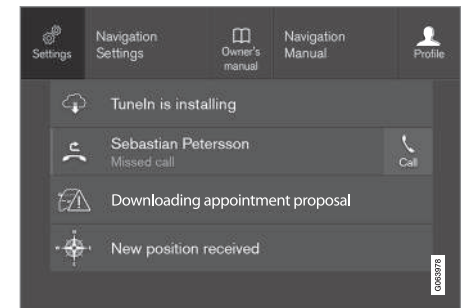 Settings
Navigation
Settings
Owner's
manual
Navigation
Manual
Profile
TuneIn is installing
Sebastian Petersson
Missed call
Call
Downloading appointment proposal
New position received
G063978